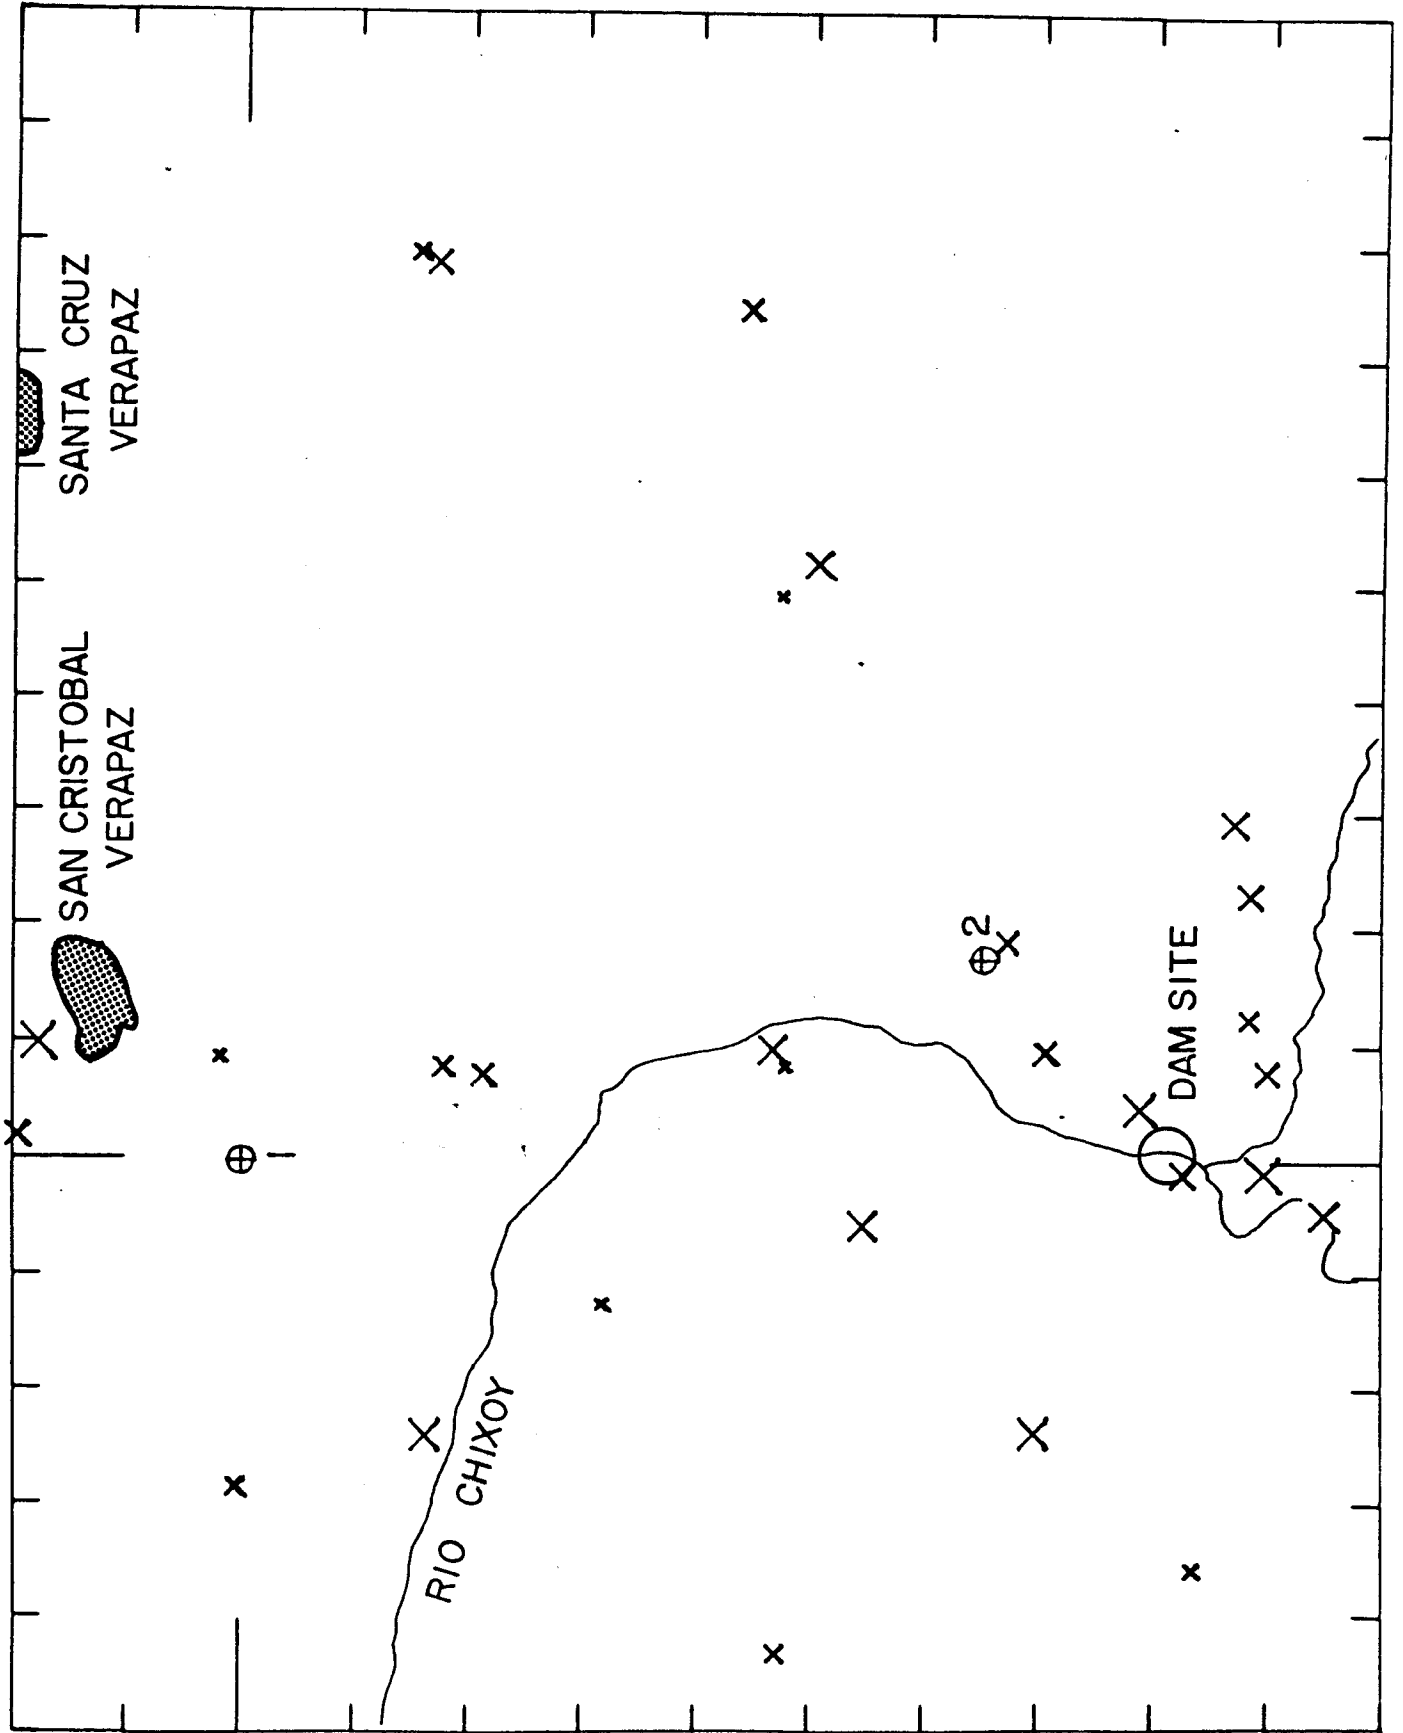 SAN CRISTOBAL
VERAPAZ
SANTA CRUZ
VERAPAZ
1
2
RIO CHIXOY
DAM SITE